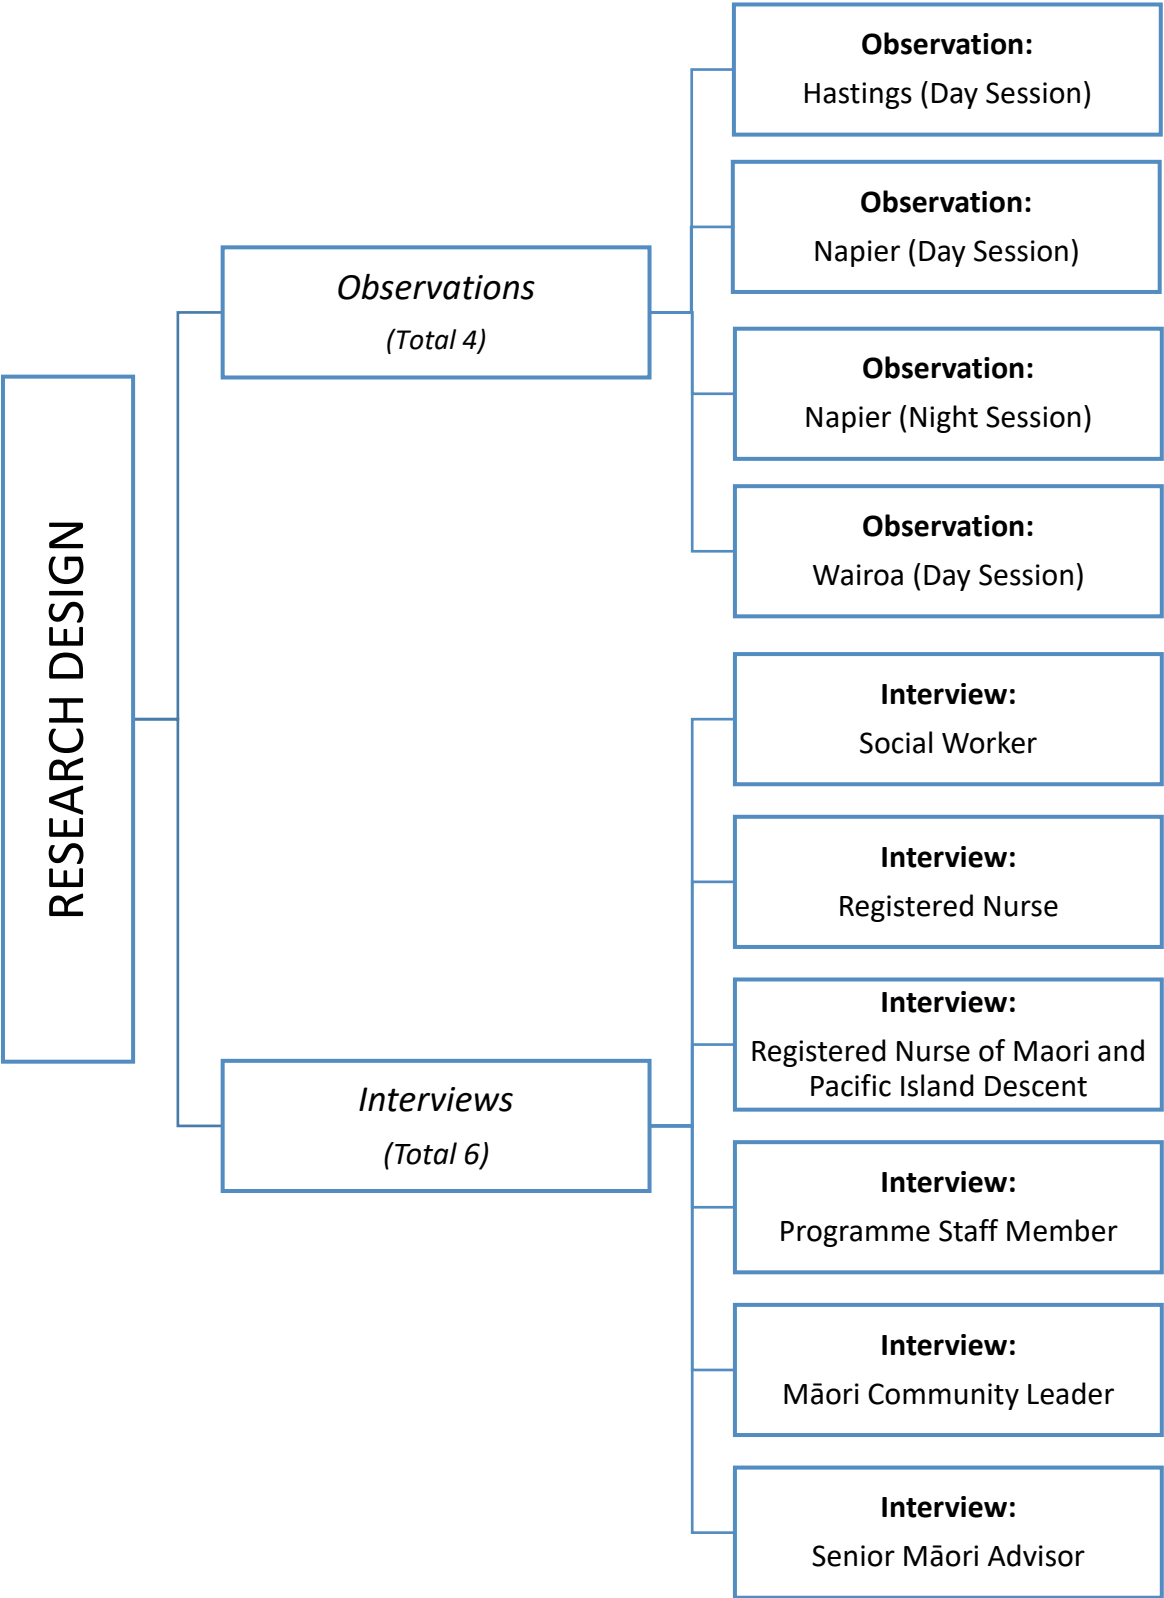 RESEARCH DESIGN
Observations
(Total 4)
Observation:
Hastings (Day Session)
Observation:
Napier (Day Session)
Observation:
Napier (Night Session)
Observation:
Wairoa (Day Session)
Interviews
(Total 6)
Interview:
Social Worker
Interview:
Registered Nurse
Interview:
Registered Nurse of Maori and
Pacific Island Descent
Interview:
Programme Staff Member
Interview:
Māori Community Leader
Interview:
Senior Māori Advisor